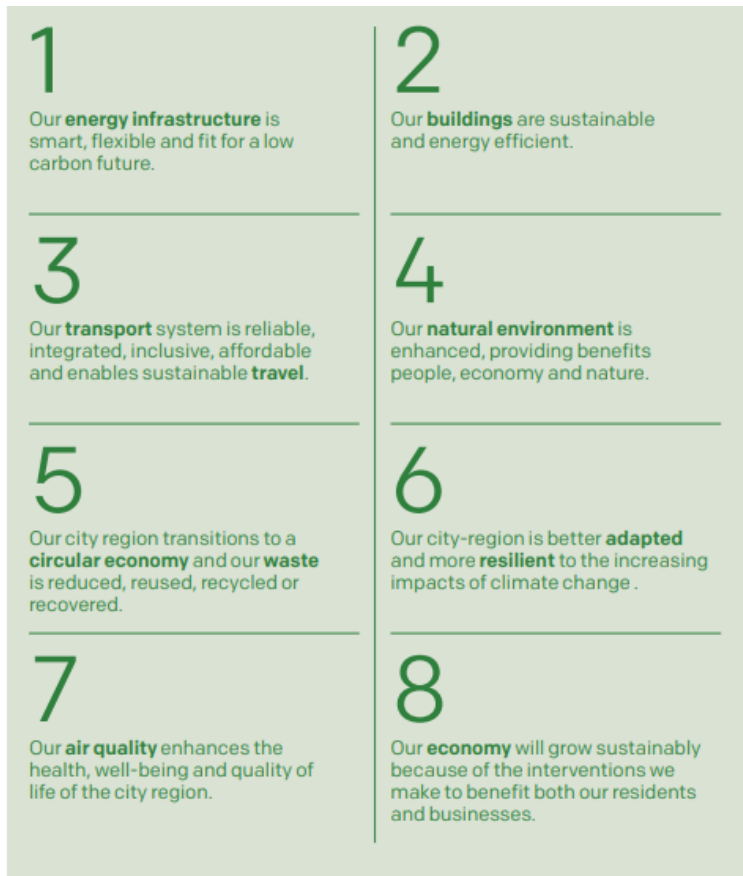 1
Our energy infrastructure is
smart, flexible and fit for a low
carbon future.
2
Our buildings are sustainable
and energy efficient.
3
Our transport system is reliable,
integrated, inclusive, affordable
and enables sustainable travel.
4
Our natural environment is
enhanced, providing benefits
people, economy and nature.
5
Our city region transitions to a
circular economy and our waste
is reduced, reused, recycled or
recovered.
6
Our city-region is better adapted
and more resilient to the increasing
impacts of climate change .
7
Our air quality enhances the
health, well-being and quality of
life of the city region.
8
Our economy will grow sustainably
because of the interventions we
make to benefit both our residents
and businesses.